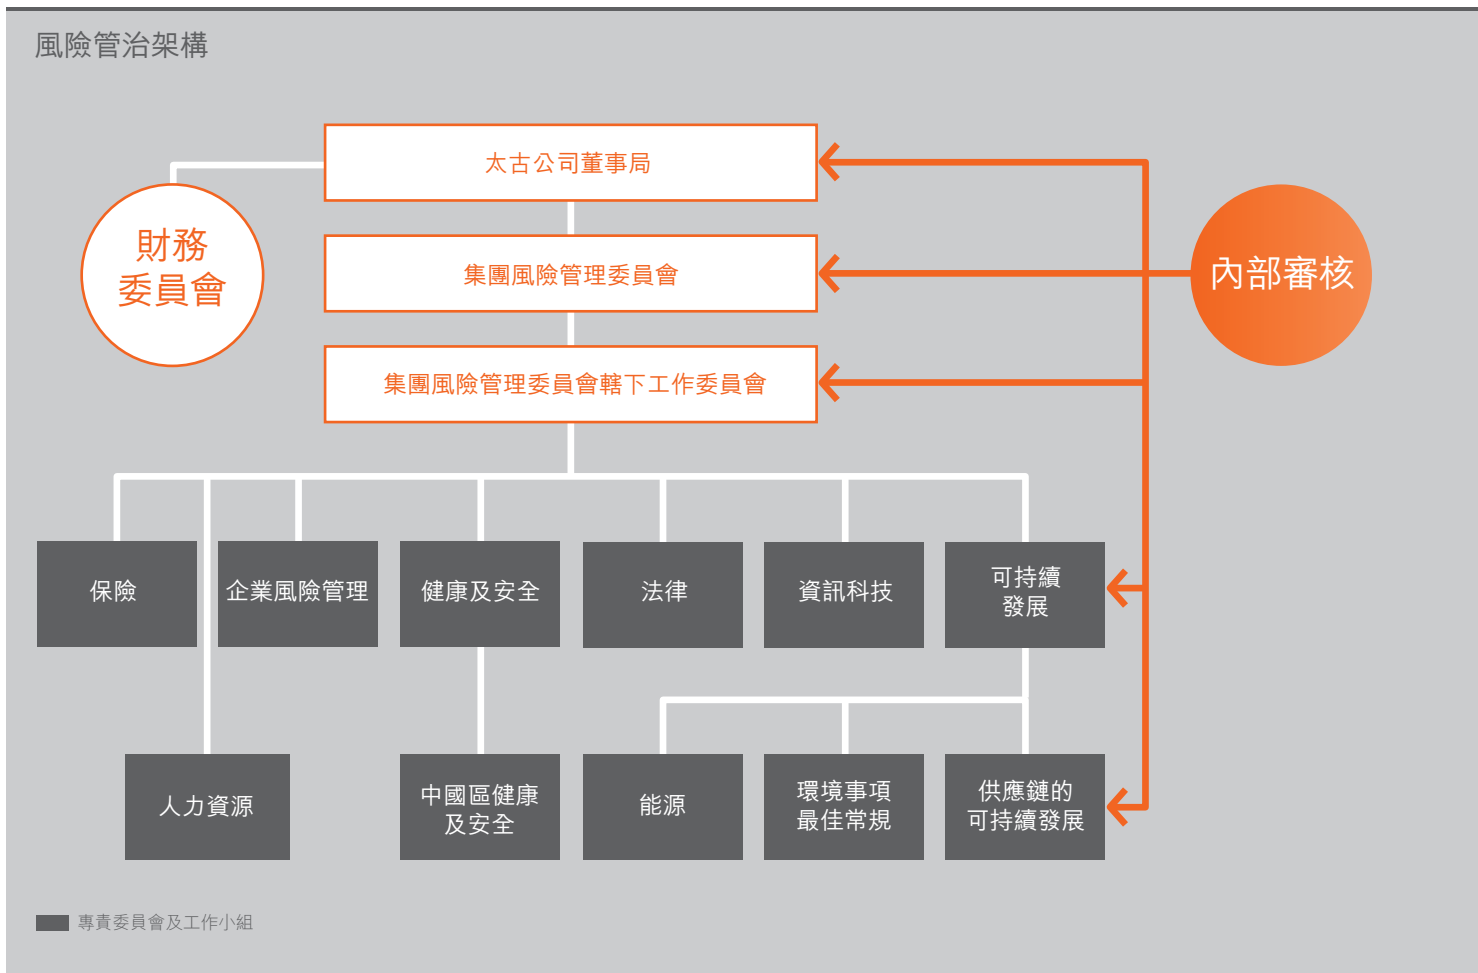 風險管治架構
太古公司董事局
財務
委員會
集團風險管理委員會
內部審核
集團風險管理委員會轄下工作委員會
保險
企業風險管理
健康及安全
法律
資訊科技
可持續
發展
人力資源
中國區健康
及安全
能源
環境事項
最佳常規
供應鏈的
可持續發展
專責委員會及工作小組